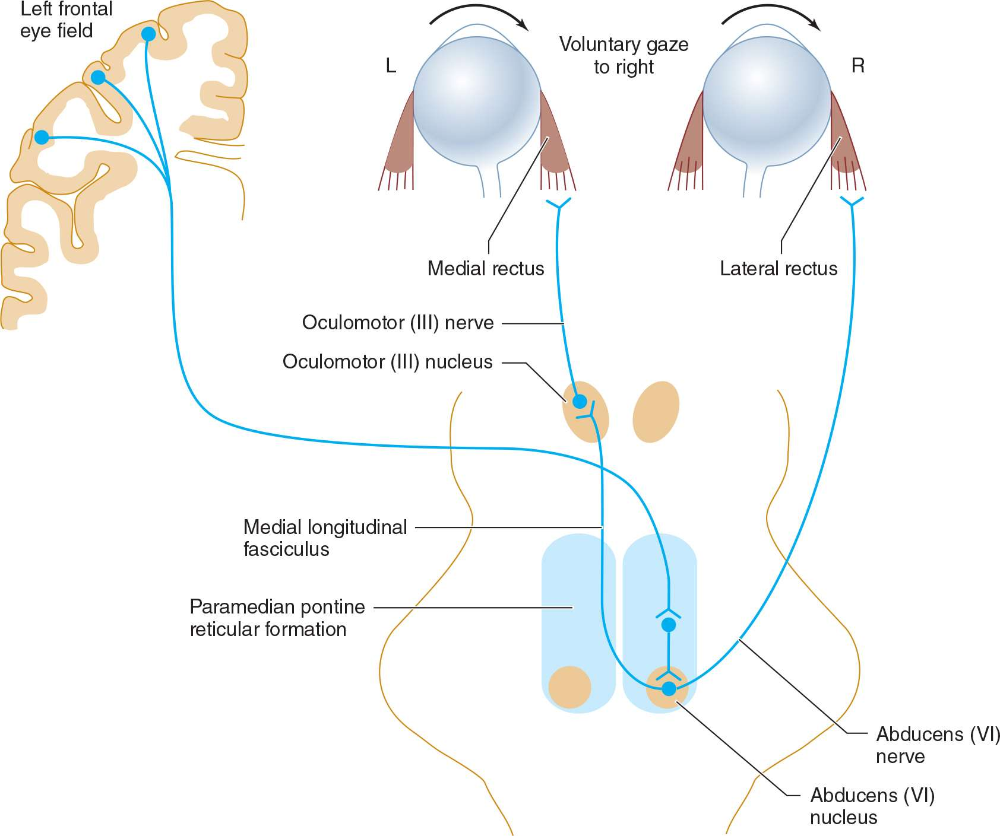 Left frontal
eye field
L
Voluntary gaze
to right
R
Medial rectus
Lateral rectus
Oculomotor (III) nerve
Oculomotor (III) nucleus
Medial longitudinal
fasciculus
Paramedian pontine
reticular formation
Abducens (VI)
nerve
Abducens (VI)
nucleus